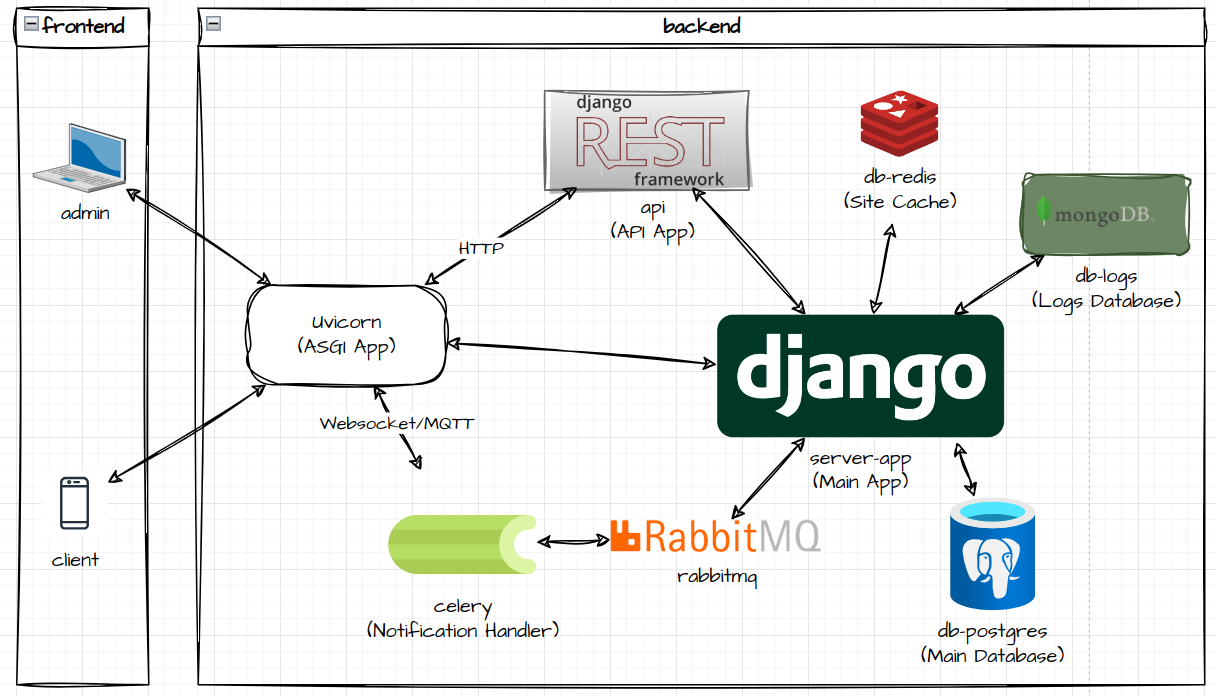 frontend
backend
admin
client
Uvicorn
(ASGI App)
HTTP
Websocket/MQTT
django
REST
framework
api
(API App)
db-redis
(Site Cache)
mongoDB.
db-logs
(Logs Database)
django
server-app
(Main App)
celery
(Notification Handler)
RabbitMQ
rabbitmq
db-postgres
(Main Database)